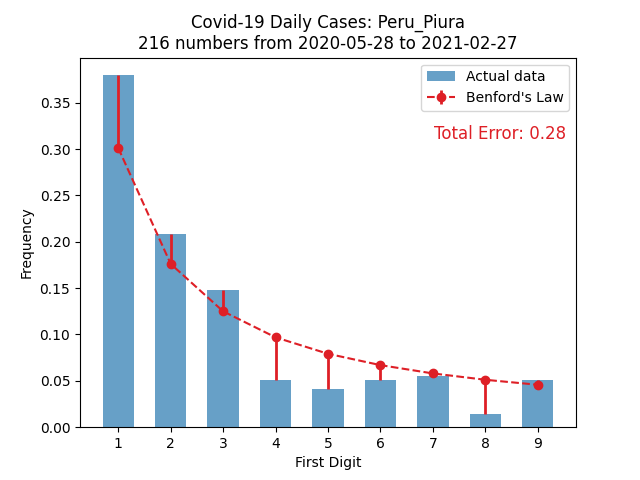 Covid-19 Daily Cases: Peru_Piura
216 numbers from 2020-05-28 to 2021-02-27
Actual data
Benford's Law
Total Error: 0.28
Frequency
0.35
0.30
0.25
0.20
0.15
0.10
0.05
0.00
1 2 3 4 5 6 7 8 9
First Digit